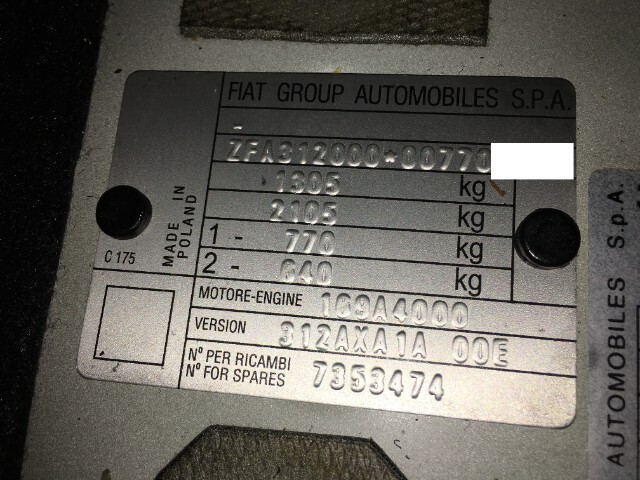 FIAT GROUP AUTOMOBILES S.P.A.
-
ZFA312000*00770
1305 kg
2105 kg
1 - 770 kg
2 - 640 kg
MOTORE-ENGINE 169A4000
VERSION 312AXA1A 00E
Nº PER RICAMBI
Nº FOR SPARES 7353474
MADE IN
POLAND
C 175
AUTOMOBILES S.p.A.